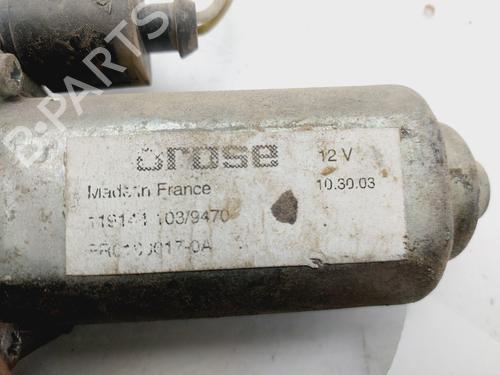 brose 12 V
Made in France 10.30.03
103/9470
B-PARTS